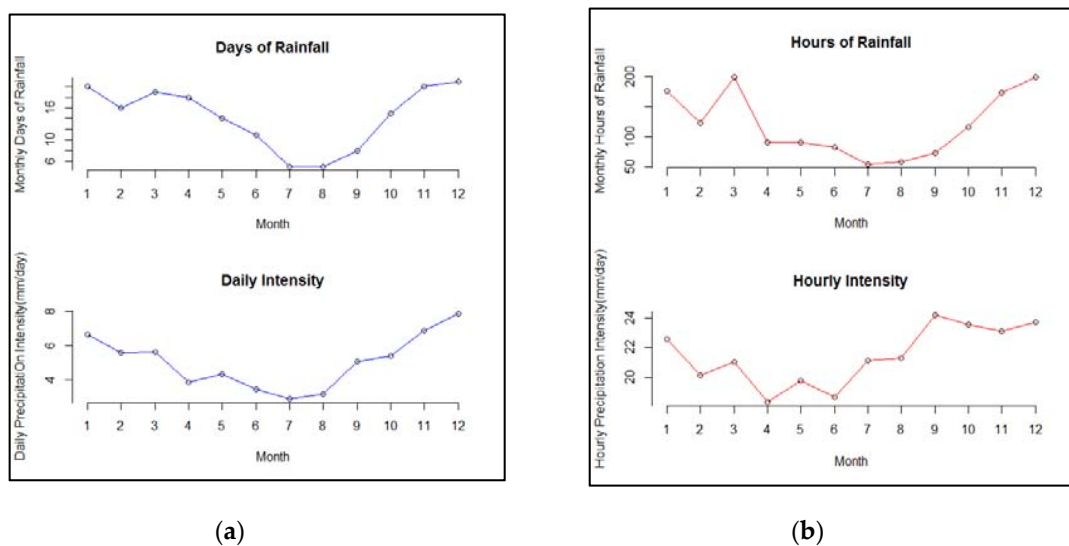 Days of Rainfall
Monthly Days of Rainfall
16
10
6
1 2 3 4 5 6 7 8 9 10 11 12
Month
Daily Intensity
Daily Precipitation Intensity(mm/day)
8
6
4
1 2 3 4 5 6 7 8 9 10 11 12
Month
(a)
Hours of Rainfall
Monthly Hours of Rainfall
200
100
50
1 2 3 4 5 6 7 8 9 10 11 12
Month
Hourly Intensity
Hourly Precipitation Intensity(mm/day)
24
22
20
1 2 3 4 5 6 7 8 9 10 11 12
Month
(b)